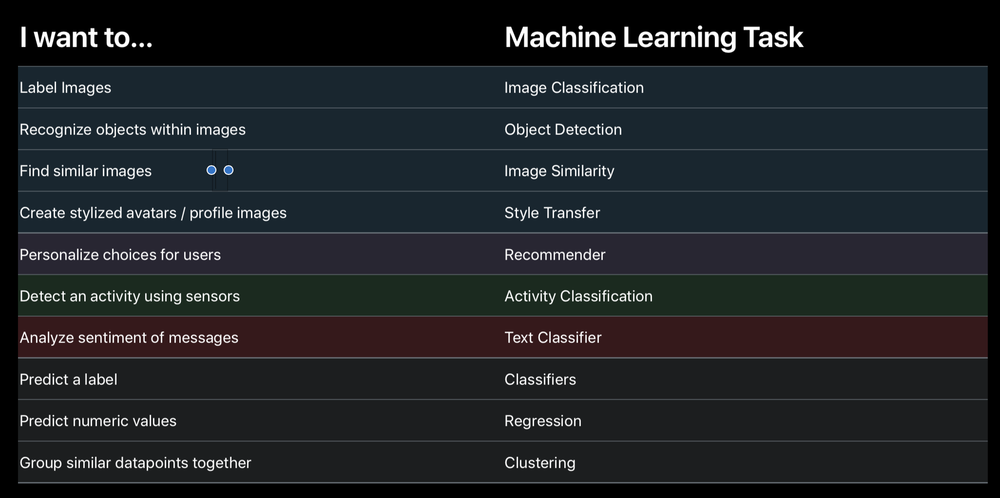 I want to... Machine Learning Task
Label Images Image Classification
Recognize objects within images Object Detection
Find similar images Image Similarity
Create stylized avatars / profile images Style Transfer
Personalize choices for users Recommender
Detect an activity using sensors Activity Classification
Analyze sentiment of messages Text Classifier
Predict a label Classifiers
Predict numeric values Regression
Group similar datapoints together Clustering